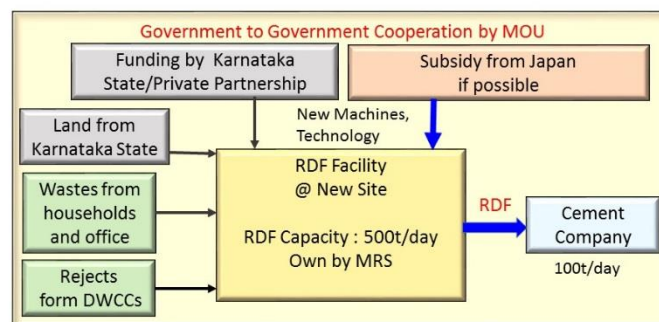 Government to Government Cooperation by MOU
Funding by Karnataka
State/Private Partnership
Subsidy from Japan
if possible
New Machines,
Technology
Land from
Karnataka State
RDF Facility
@ New Site
RDF Capacity : 500t/day
Own by MRS
Wastes from
households
and office
RDF
Cement
Company
100t/day
Rejects
form DWCCs